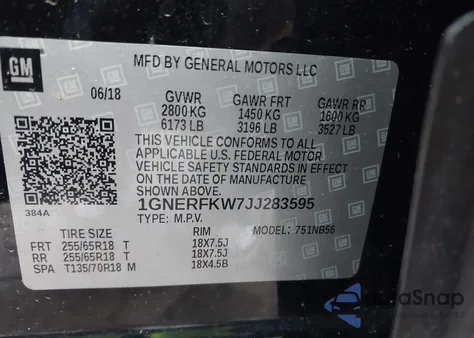 GM
MFD BY GENERAL MOTORS LLC
06/18 GVWR GAWR FRT GAWR RR
2800 KG 1450 KG 1600 KG
6173 LB 3196 LB 3527 LB
THIS VEHICLE CONFORMS TO ALL
APPLICABLE U.S. FEDERAL MOTOR
VEHICLE SAFETY STANDARDS IN EFFECT ON
THE DATE OF MANUFACTURE SHOWN ABOVE.
384A 1GNERFKW7JJ283595
TYPE: M.P.V.
TIRE SIZE RIM MODEL: 751NB56
FRT 255/65R18 T 18X7.5J
RR 255/65R18 T 18X7.5J
SPA T135/70R18 M 18X4.5B